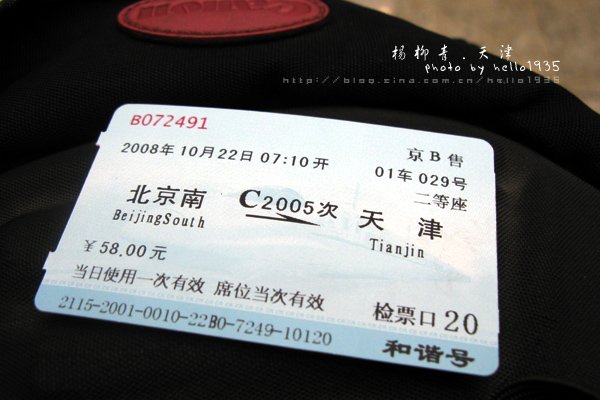 杨柳青.天津
photo by hello1935
http://blog.sina.com.cn/hello1935
B072491
京B售
2008年10月22日07:10开
01车029号
二等座
北京南 C2005次 天津
BeijingSouth Tianjin
￥58.00元
当日使用一次有效 席位当次有效
检票口20
2115-2001-0010-22B0-7249-10120
和谐号